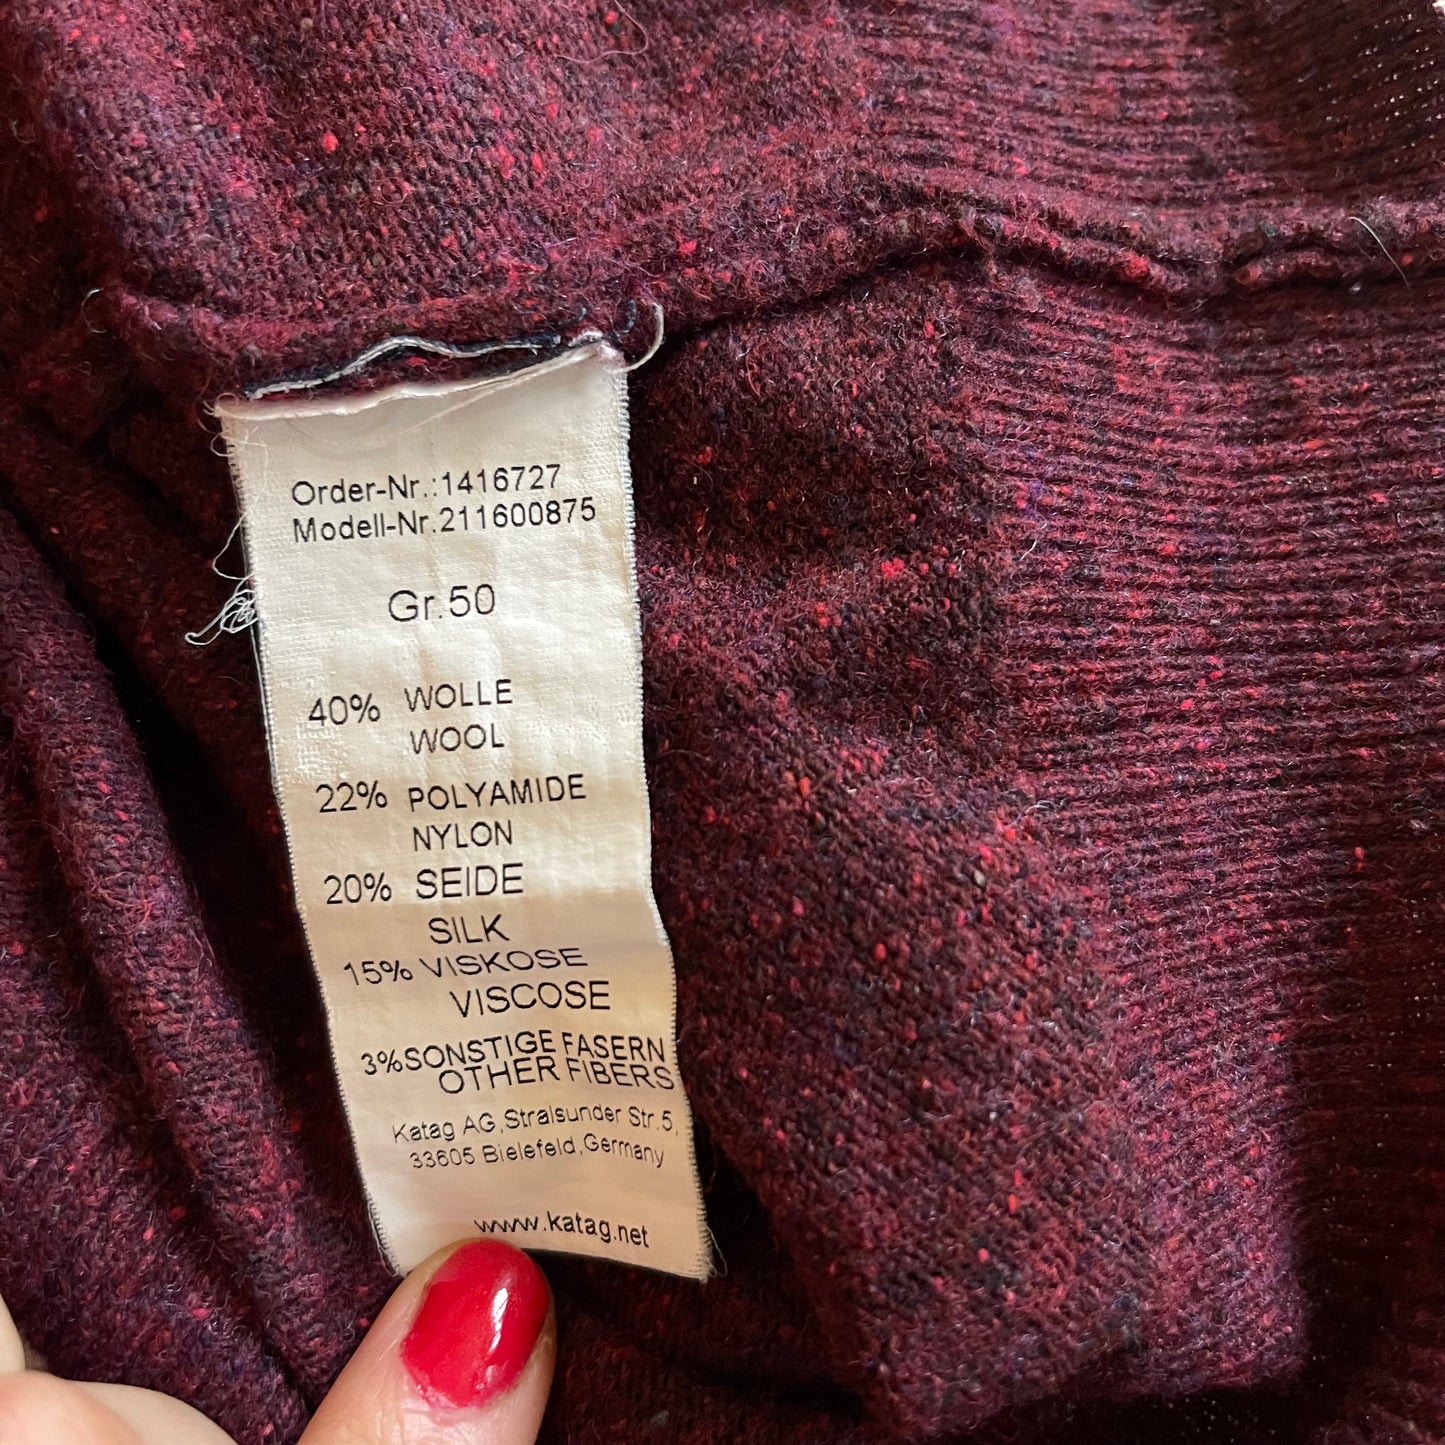 Order-Nr.:1416727
Modell-Nr.211600875
Gr.50
40% WOLLE
WOOL
22% POLYAMIDE
NYLON
20% SEIDE
SILK
15% VISKOSE
VISCOSE
3%SONSTIGE FASERN
OTHER FIBERS
Katag AG,Stralsunder Str.5,
33605 Bielefeld,Germany
www.katag.net